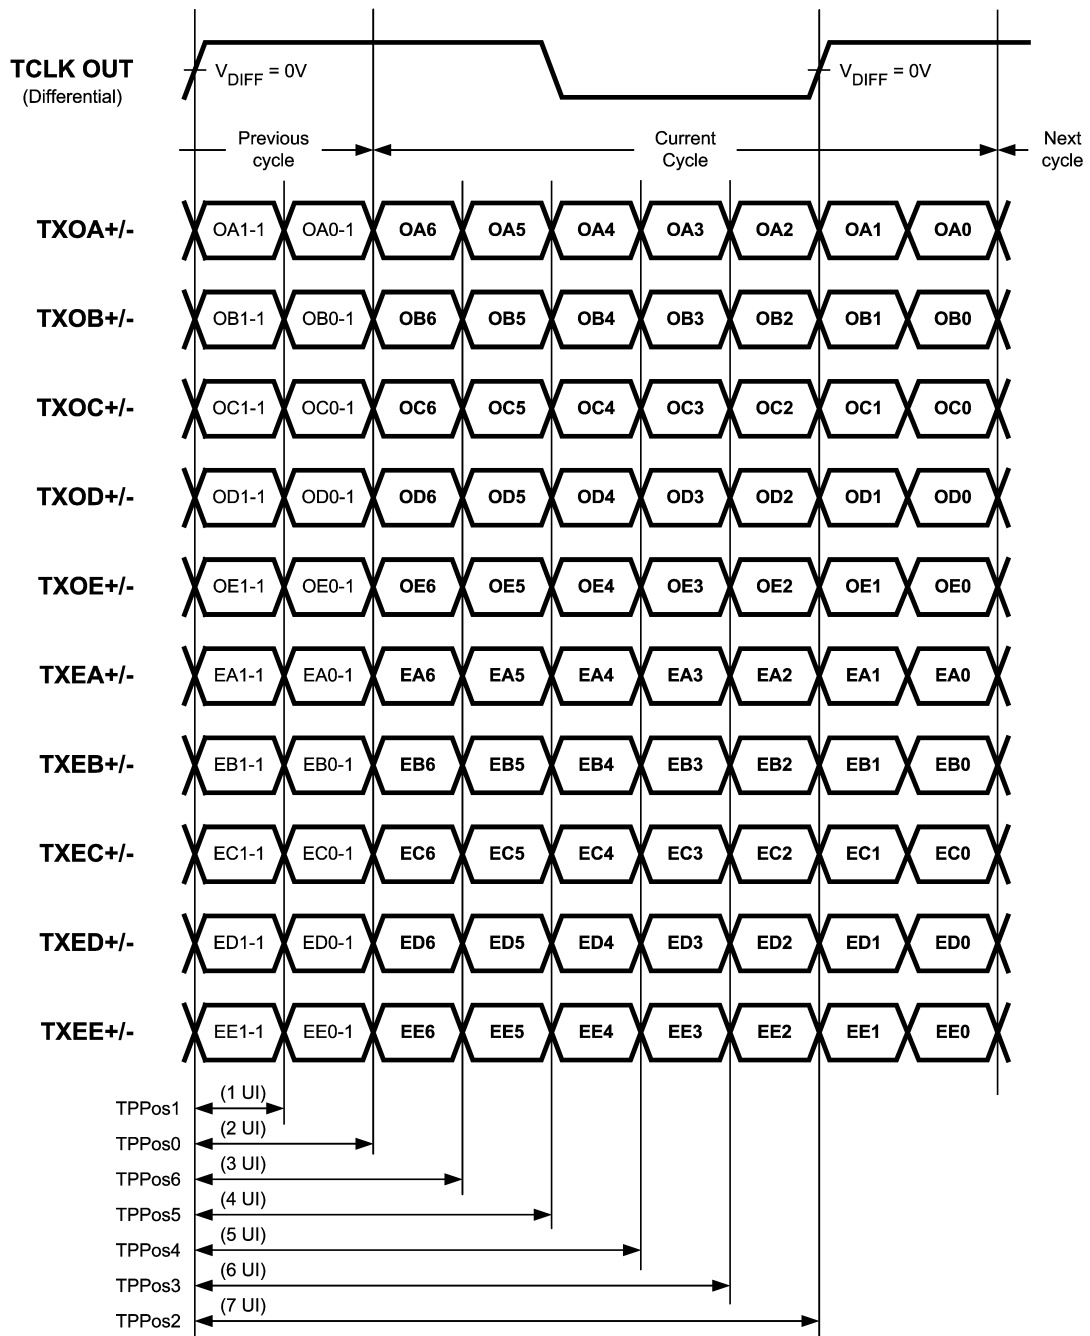 TCLK OUT
(Differential)
VDIFF = 0V
VDIFF = 0V
Previous
cycle
Current
Cycle
Next
cycle
TXOA+/- OA1-1 OA0-1 OA6 OA5 OA4 OA3 OA2 OA1 OA0
TXOB+/- OB1-1 OB0-1 OB6 OB5 OB4 OB3 OB2 OB1 OB0
TXOC+/- OC1-1 OC0-1 OC6 OC5 OC4 OC3 OC2 OC1 OC0
TXOD+/- OD1-1 OD0-1 OD6 OD5 OD4 OD3 OD2 OD1 OD0
TXOE+/- OE1-1 OE0-1 OE6 OE5 OE4 OE3 OE2 OE1 OE0
TXEA+/- EA1-1 EA0-1 EA6 EA5 EA4 EA3 EA2 EA1 EA0
TXEB+/- EB1-1 EB0-1 EB6 EB5 EB4 EB3 EB2 EB1 EB0
TXEC+/- EC1-1 EC0-1 EC6 EC5 EC4 EC3 EC2 EC1 EC0
TXED+/- ED1-1 ED0-1 ED6 ED5 ED4 ED3 ED2 ED1 ED0
TXEE+/- EE1-1 EE0-1 EE6 EE5 EE4 EE3 EE2 EE1 EE0
TPPos1 (1 UI)
TPPos0 (2 UI)
TPPos6 (3 UI)
TPPos5 (4 UI)
TPPos4 (5 UI)
TPPos3 (6 UI)
TPPos2 (7 UI)